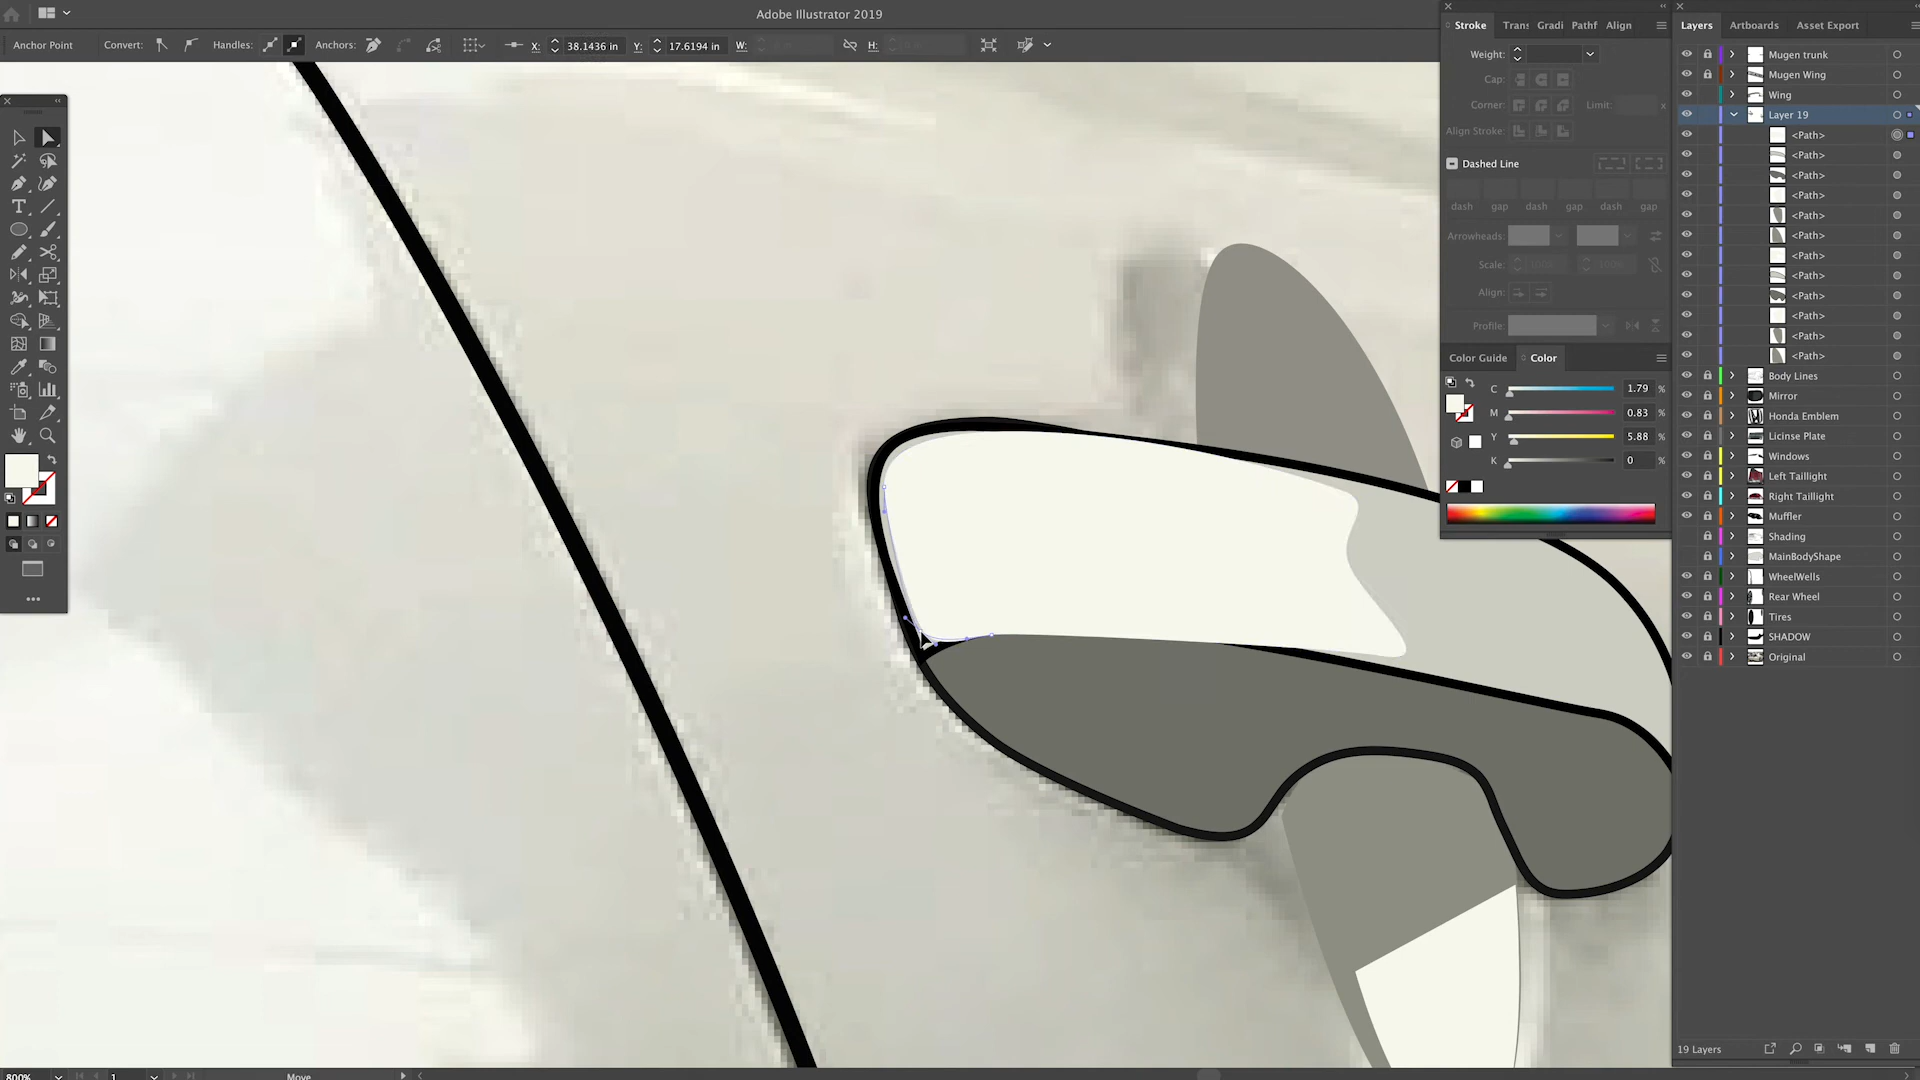 Adobe Illustrator 2019
Anchor Point
Convert:
Handles:
Anchors:
X:
38.1436 in
Y:
17.6194 in
W:
H:
Stroke
Trans
Gradi
Pathf
Align
Weight:
Cap:
Corner:
Limit:
x
Align Stroke:
Dashed Line
dash
gap
dash
gap
dash
gap
Arrowheads:
Scale:
Align:
Profile:
Color Guide
Color
C
1.79
%
M
0.83
%
Y
5.88
%
K
0
%
Layers
Artboards
Asset Export
Mugen trunk
Mugen Wing
Wing
Layer 19
<Path>
<Path>
<Path>
<Path>
<Path>
<Path>
<Path>
<Path>
<Path>
<Path>
<Path>
<Path>
Body Lines
Mirror
Honda Emblem
Licinse Plate
Windows
Left Taillight
Right Taillight
Muffler
Shading
MainBodyShape
WheelWells
Rear Wheel
Tires
SHADOW
Original
19 Layers
800%
1
Move